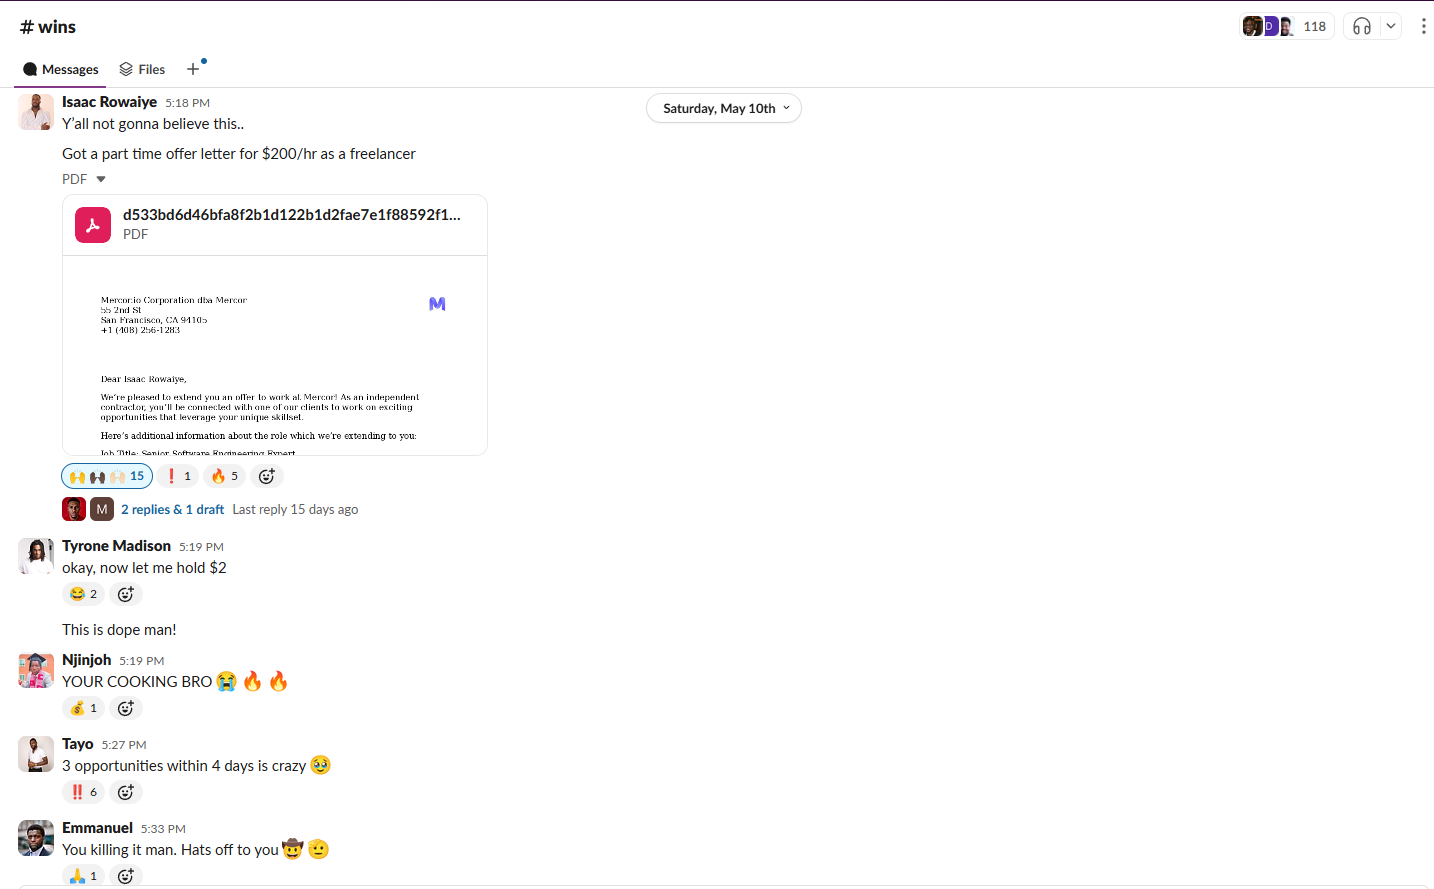 # wins
D
118
Messages
Files
+
Saturday, May 10th
Isaac Rowaiye 5:18 PM
Y'all not gonna believe this..
Got a part time offer letter for $200/hr as a freelancer
PDF
d533bd6d46bfa8f2b1d122b1d2fae7e1f88592f1...
PDF
Mercor.io Corporation dba Mercor
55 2nd St
San Francisco, CA 94105
+1 (408) 256-1283
M
Dear Isaac Rowaiye,
We're pleased to extend you an offer to work at Mercor! As an independent
contractor, you'll be connected with one of our clients to work on exciting
opportunities that leverage your unique skillset.
Here's additional information about the role which we're extending to you:
Job Title: Senior Software Engineering Expert
🙌 🙌🏿 🙌🏻 15 ❗ 1 🔥 5
M 2 replies & 1 draft Last reply 15 days ago
Tyrone Madison 5:19 PM
okay, now let me hold $2
😂 2
This is dope man!
Njinjoh 5:19 PM
YOUR COOKING BRO 😭 🔥 🔥
💰 1
Tayo 5:27 PM
3 opportunities within 4 days is crazy 🥹
‼️ 6
Emmanuel 5:33 PM
You killing it man. Hats off to you 🤠 🫡
🙏 1